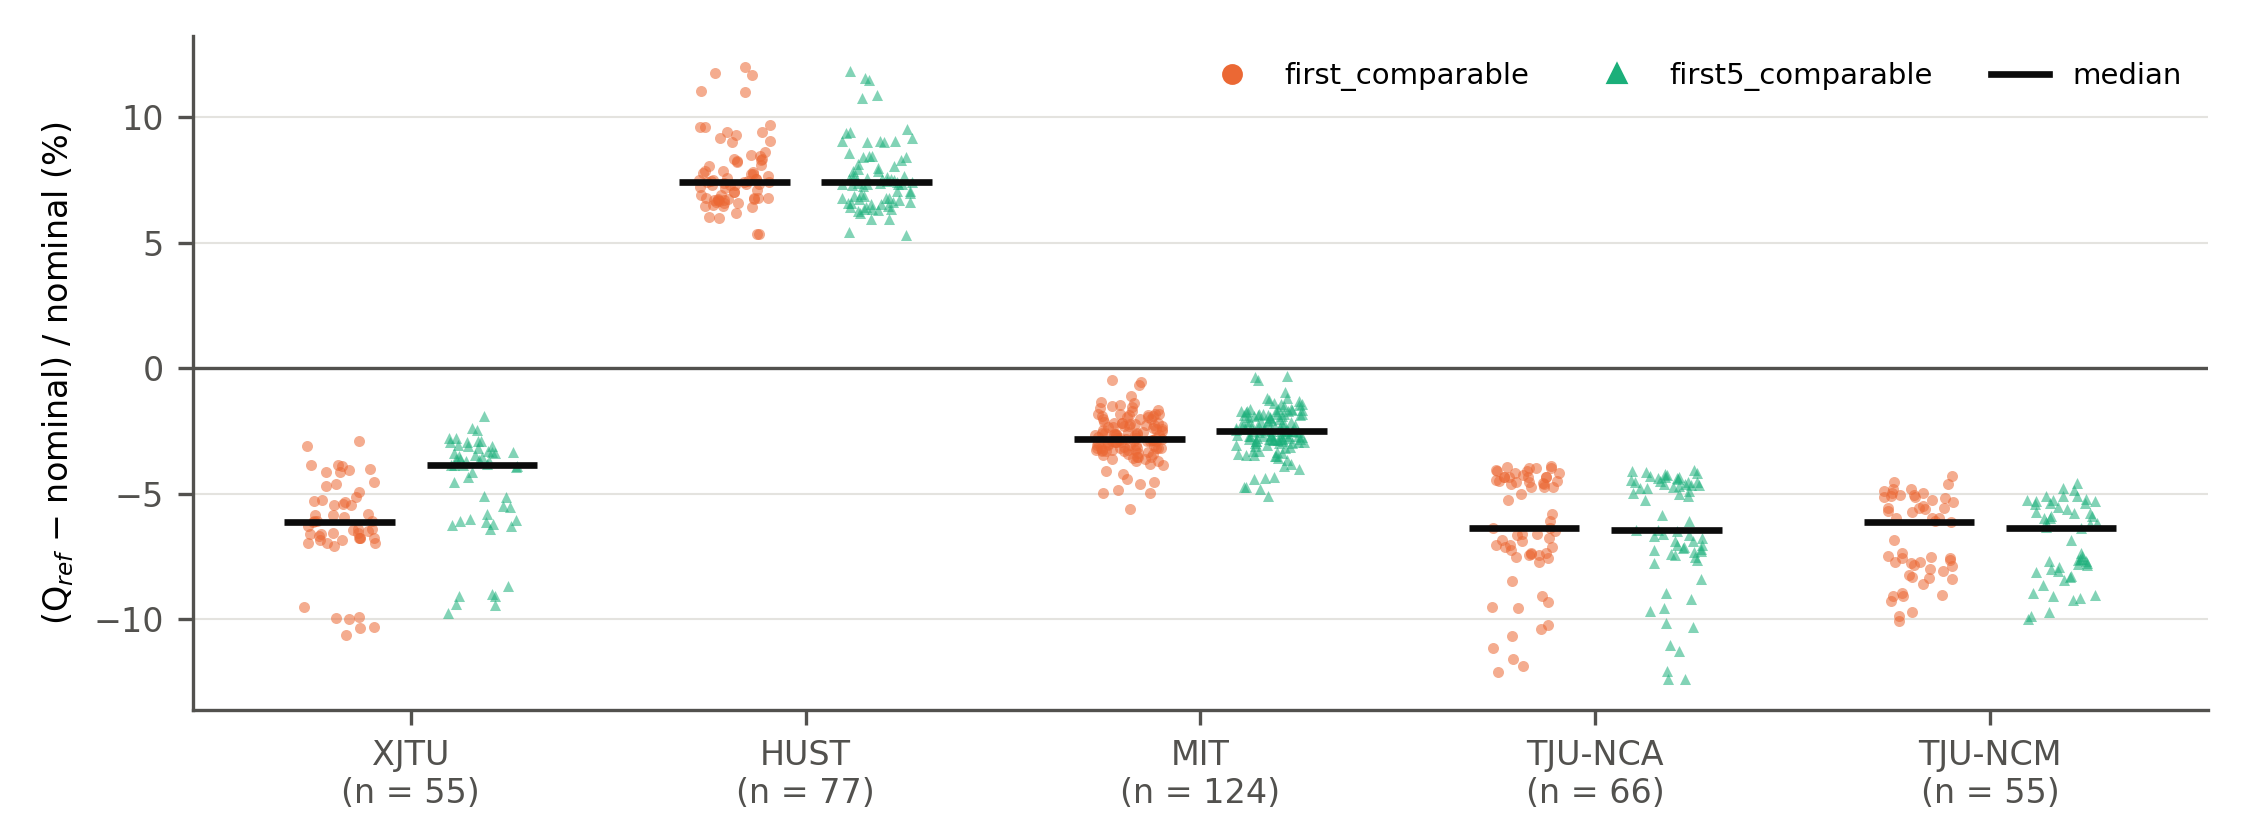 first_comparable
first5_comparable
median
(Q_ref − nominal) / nominal (%)
10
5
0
−5
−10
XJTU
(n = 55)
HUST
(n = 77)
MIT
(n = 124)
TJU-NCA
(n = 66)
TJU-NCM
(n = 55)